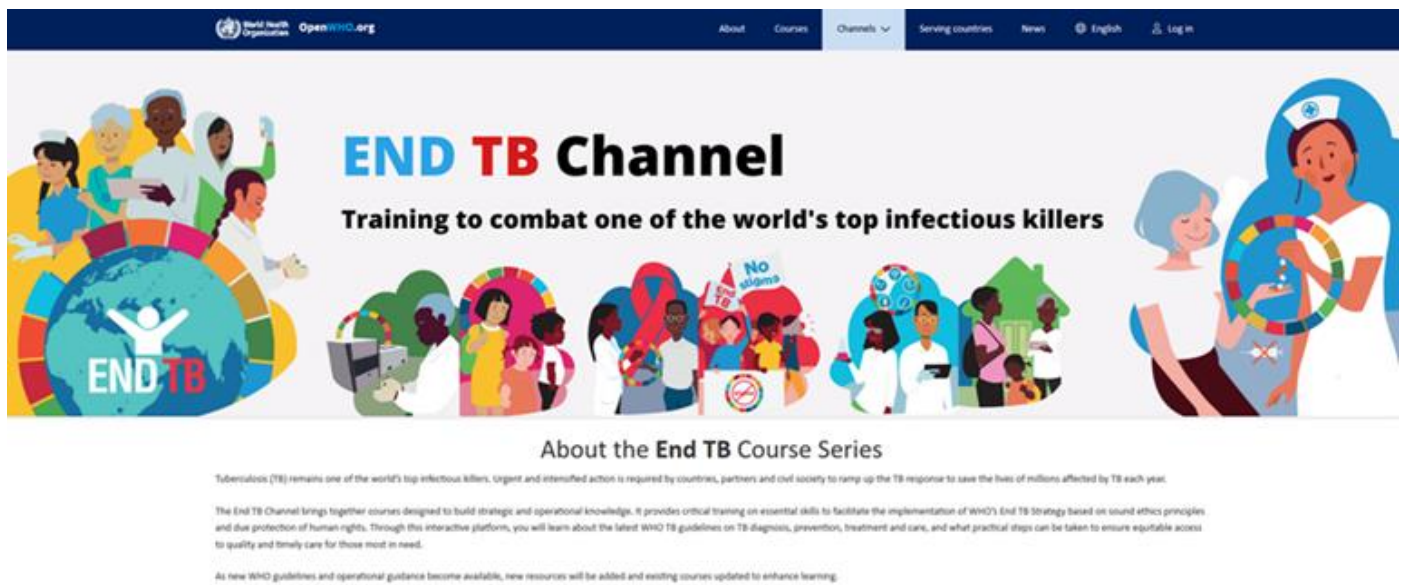 World Health Organization
OpenWHO.org
About Courses Channels Serving countries News English Log in
END TB Channel
Training to combat one of the world's top infectious killers
No stigma
End TB
END TB
About the End TB Course Series
Tuberculosis (TB) remains one of the world's top infectious killers. Urgent and intensified action is required by countries, partners and civil society to ramp up the TB response to save the lives of millions affected by TB each year.
The End TB Channel brings together courses designed to build strategic and operational knowledge. It provides critical training on essential skills to facilitate the implementation of WHO's End TB Strategy based on sound ethics principles
and due protection of human rights. Through this interactive platform, you will learn about the latest WHO TB guidelines on TB diagnosis, prevention, treatment and care, and what practical steps can be taken to ensure equitable access
to quality and timely care for those most in need.
As new WHO guidelines and operational guidance become available, new resources will be added and existing courses updated to enhance learning.